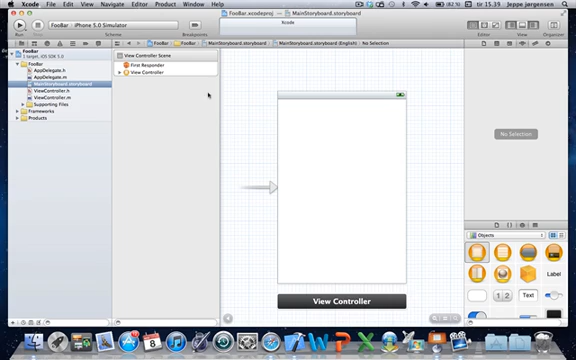 Xcode File Edit View Navigate Editor Product Window Help
tir 15.39 Jeppe Jørgensen
FooBar.xcodeproj — MainStoryboard.storyboard
FooBar iPhone 5.0 Simulator
Xcode
Run Stop Scheme Breakpoints Editor View Organizer
FooBar MainStoryboard.storyboard MainStoryboard.storyboard (English) No Selection
FooBar
1 target, iOS SDK 5.0
FooBar
AppDelegate.h
AppDelegate.m
MainStoryboard.storyboard
ViewController.h
ViewController.m
Supporting Files
Frameworks
Products
View Controller Scene
First Responder
View Controller
View Controller
No Selection
Objects
Label
1 2
Text
8